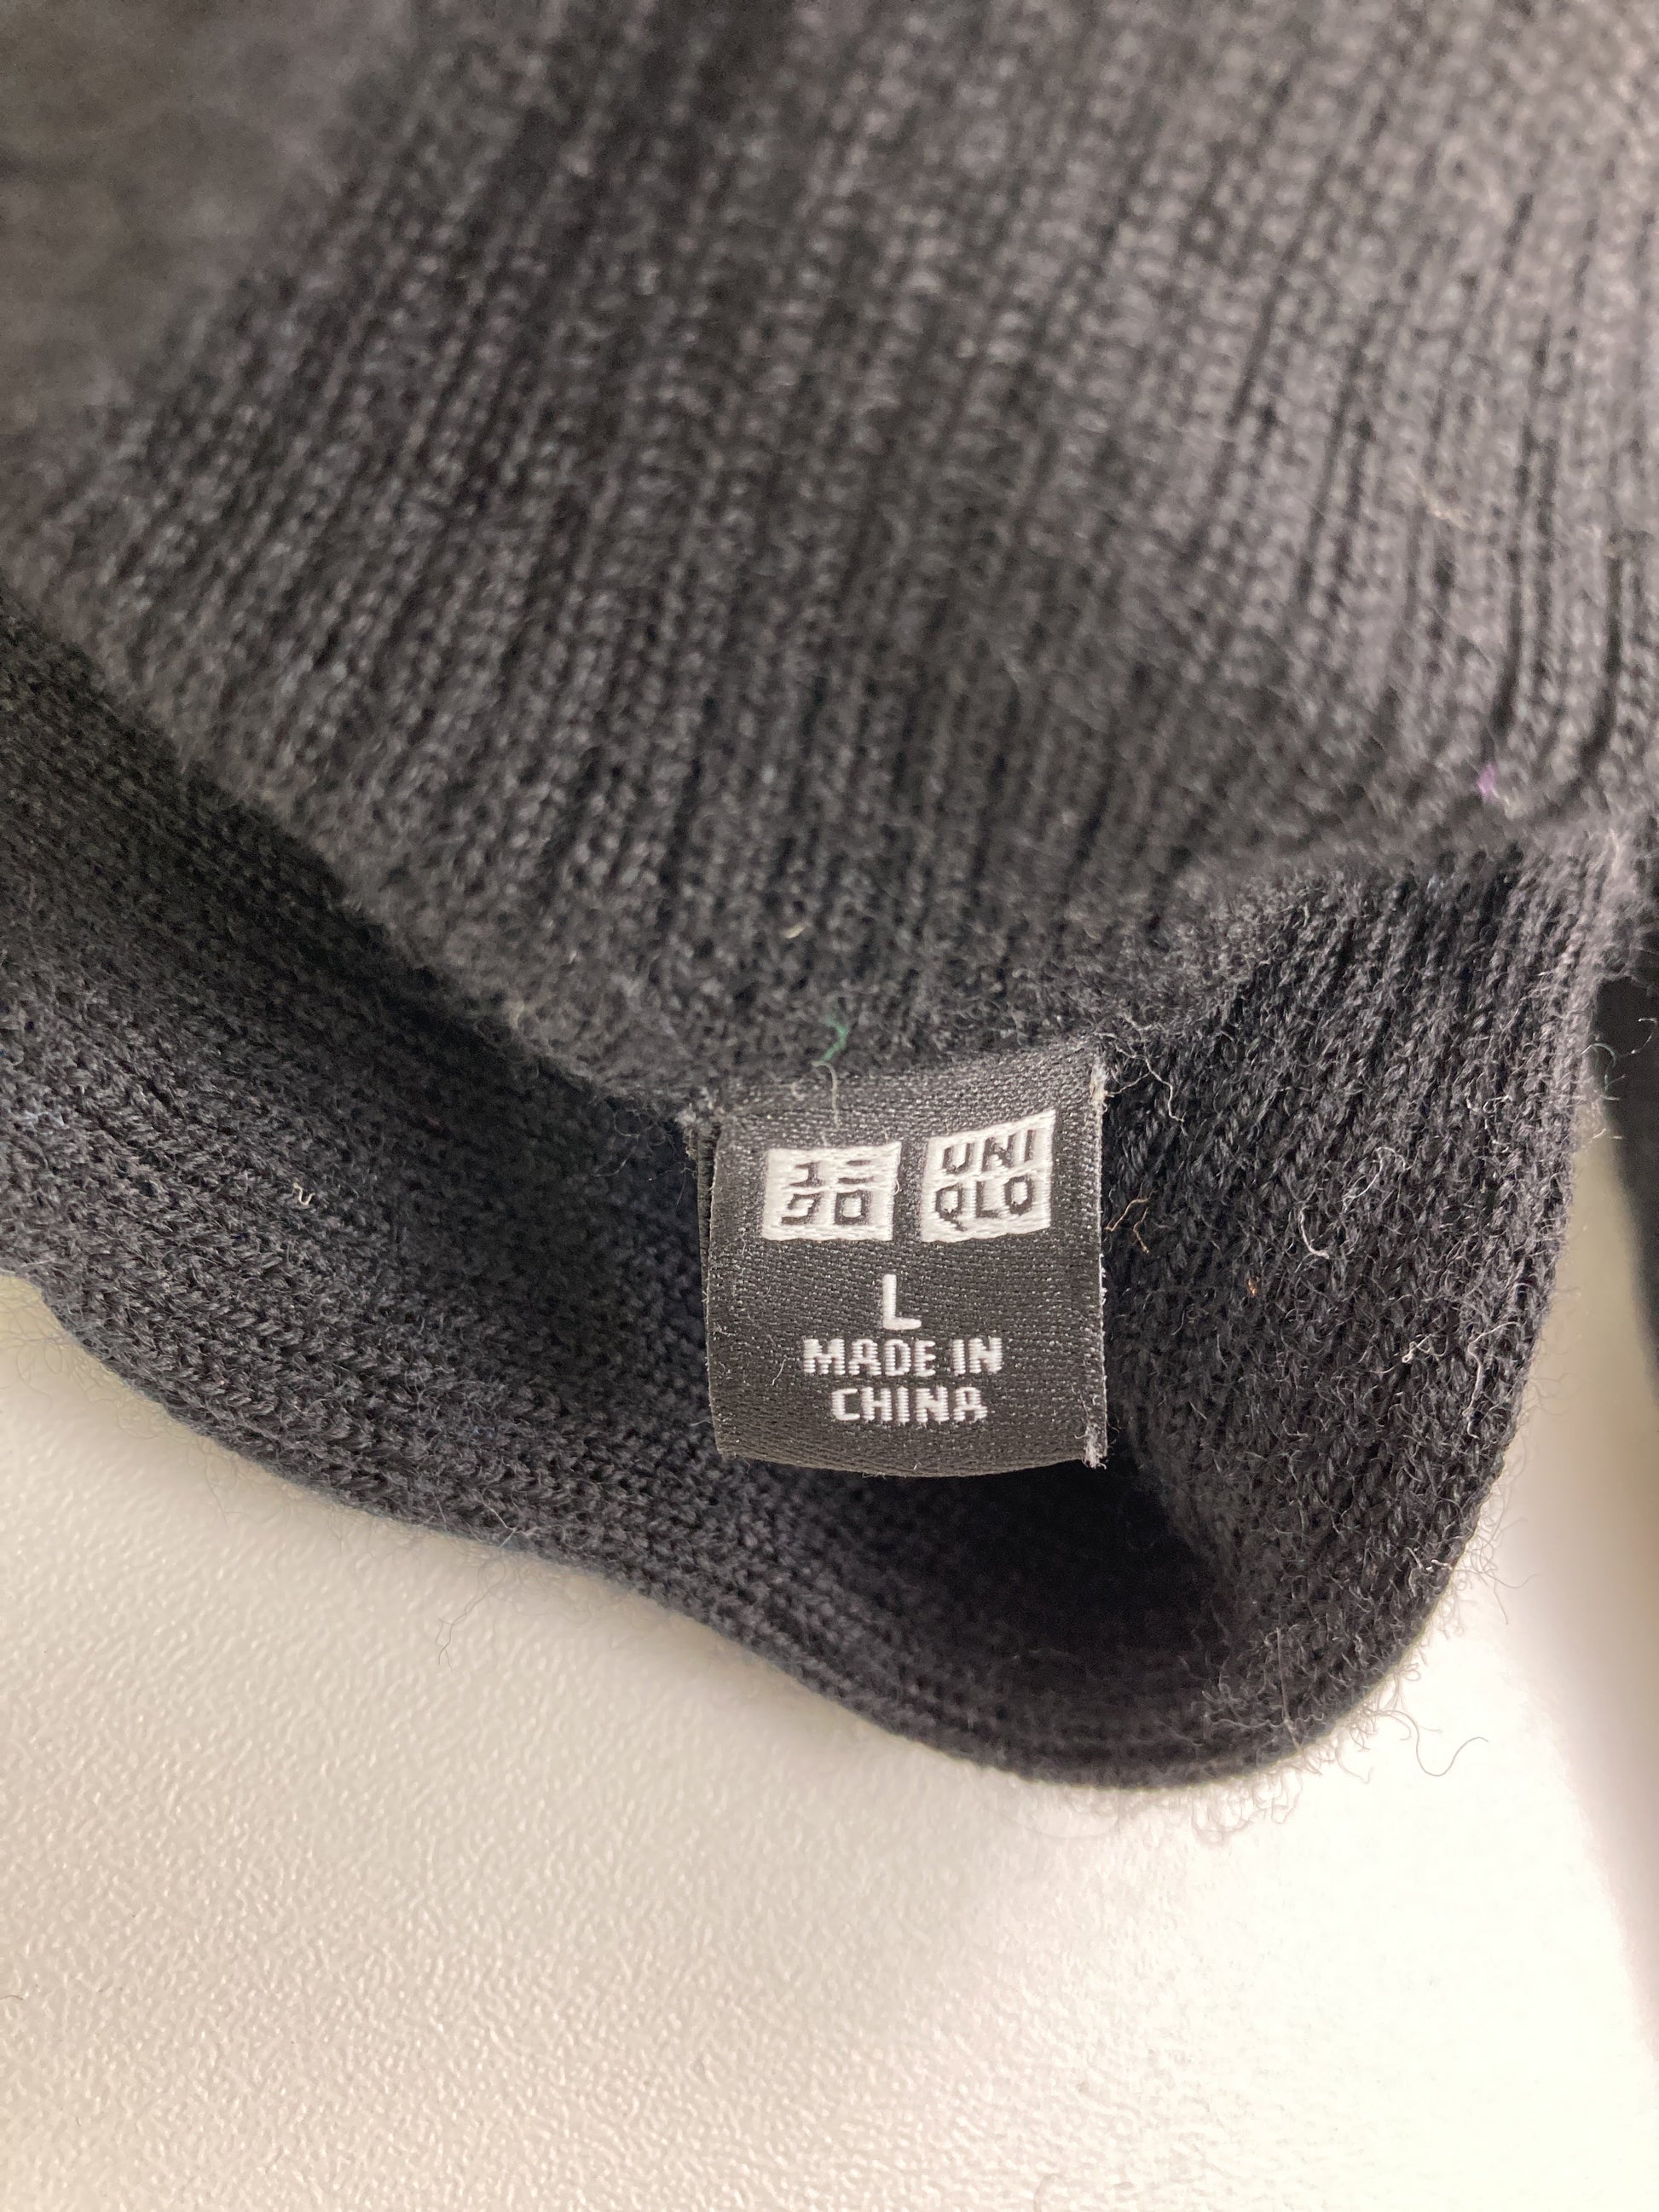 ユニ UNI
クロ QLO
L
MADE IN
CHINA